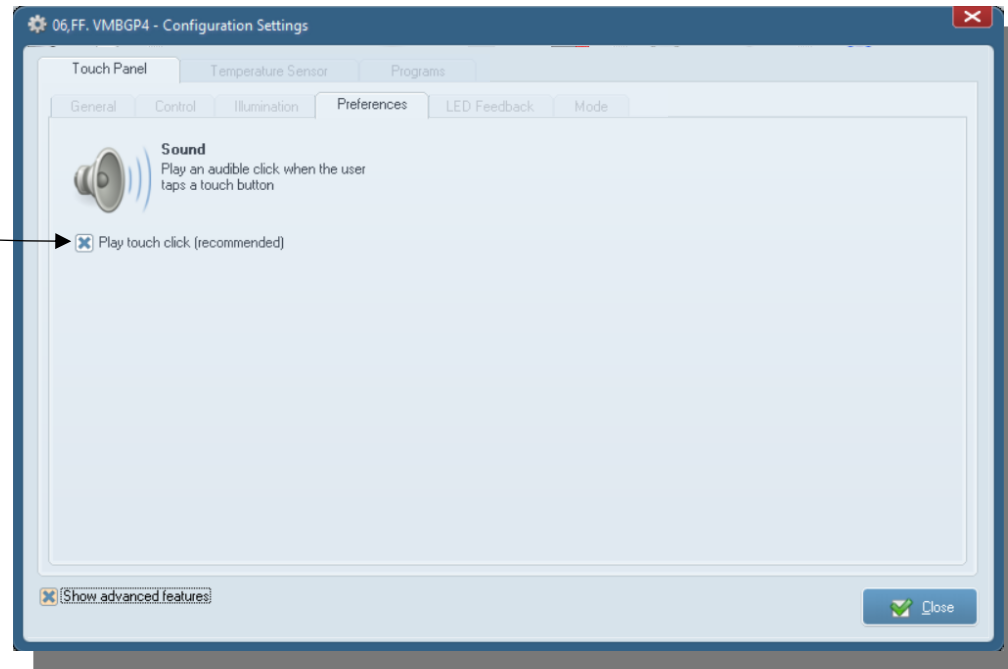 06,FF. VMBGP4 - Configuration Settings
Touch Panel Temperature Sensor Programs
General Control Illumination Preferences LED Feedback Mode
Sound
Play an audible click when the user
taps a touch button
Play touch click (recommended)
Show advanced features
Close